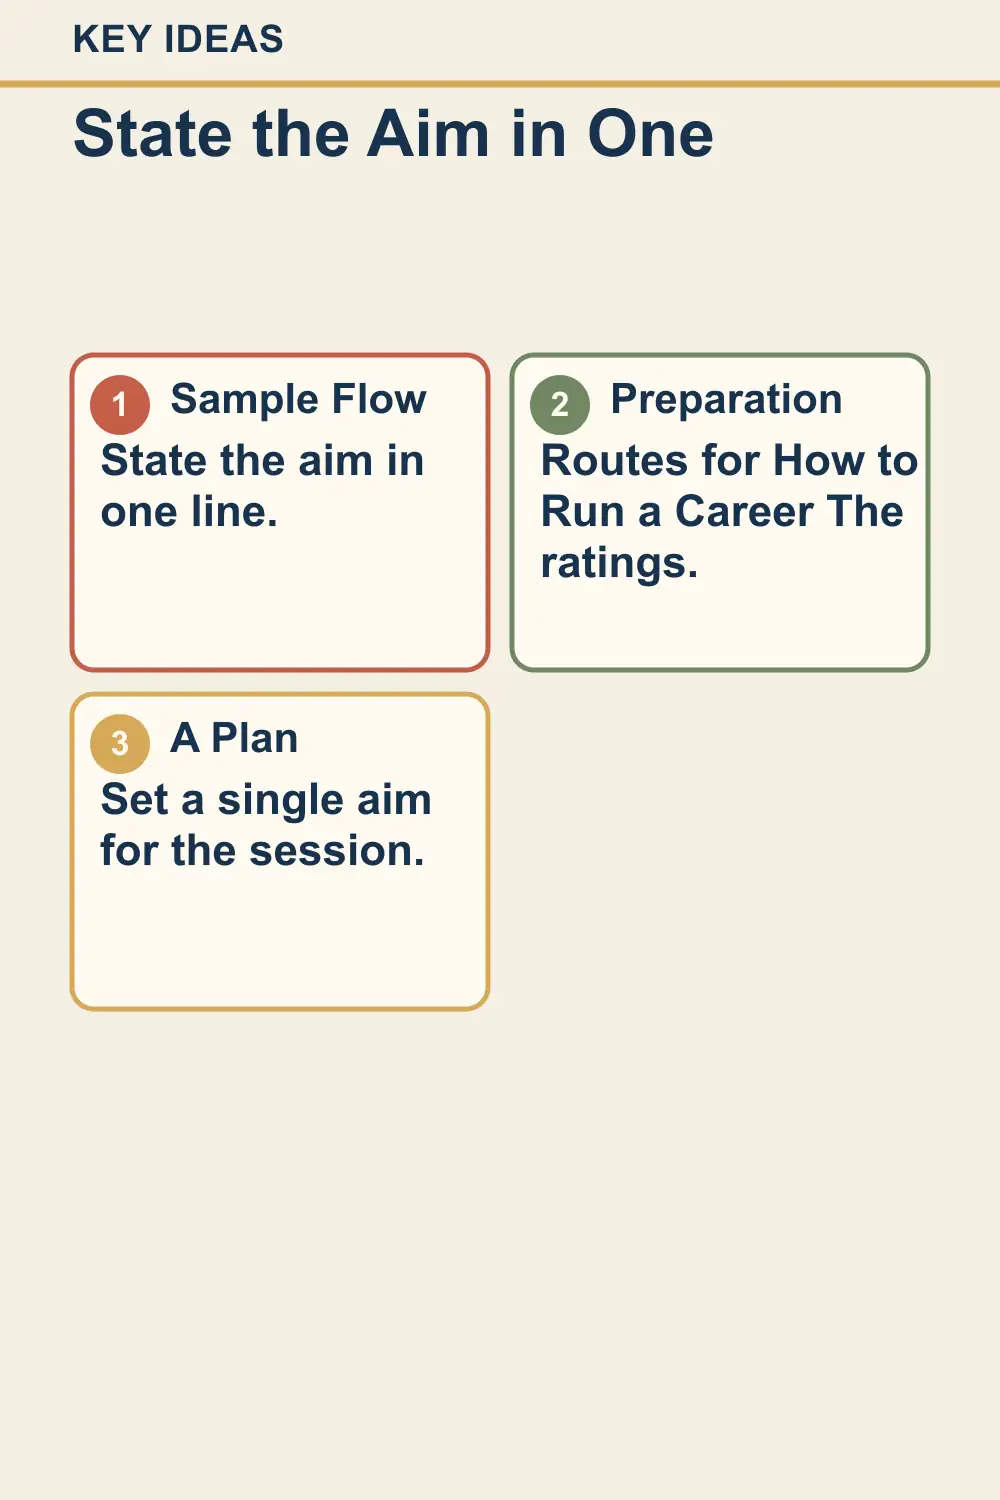 KEY IDEAS
State the Aim in One
1 Sample Flow
State the aim in
one line.
2 Preparation
Routes for How to
Run a Career The
ratings.
3 A Plan
Set a single aim
for the session.